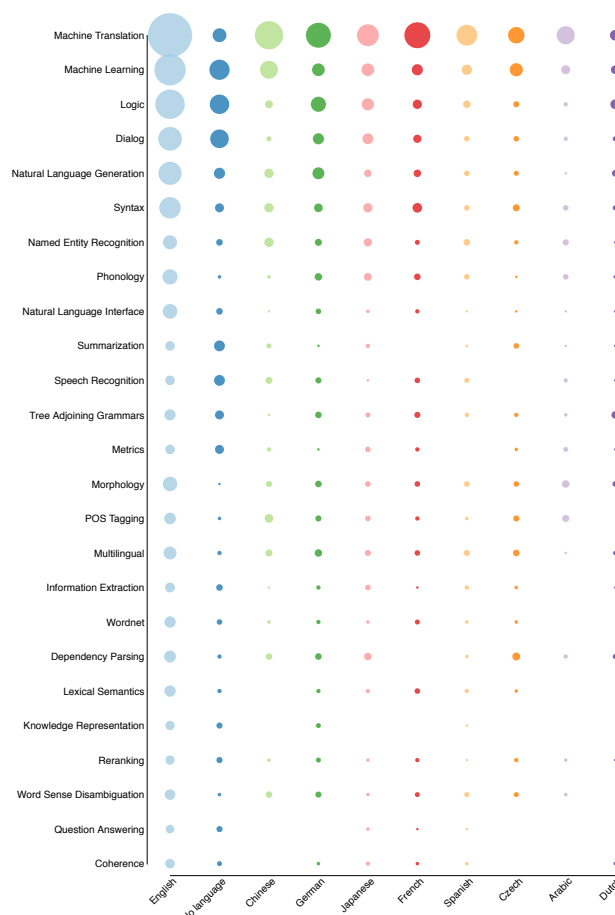 Machine Translation
Machine Learning
Logic
Dialog
Natural Language Generation
Syntax
Named Entity Recognition
Phonology
Natural Language Interface
Summarization
Speech Recognition
Tree Adjoining Grammars
Metrics
Morphology
POS Tagging
Multilingual
Information Extraction
Wordnet
Dependency Parsing
Lexical Semantics
Knowledge Representation
Reranking
Word Sense Disambiguation
Question Answering
Coherence
English
language
Chinese
German
Japanese
French
Spanish
Czech
Arabic